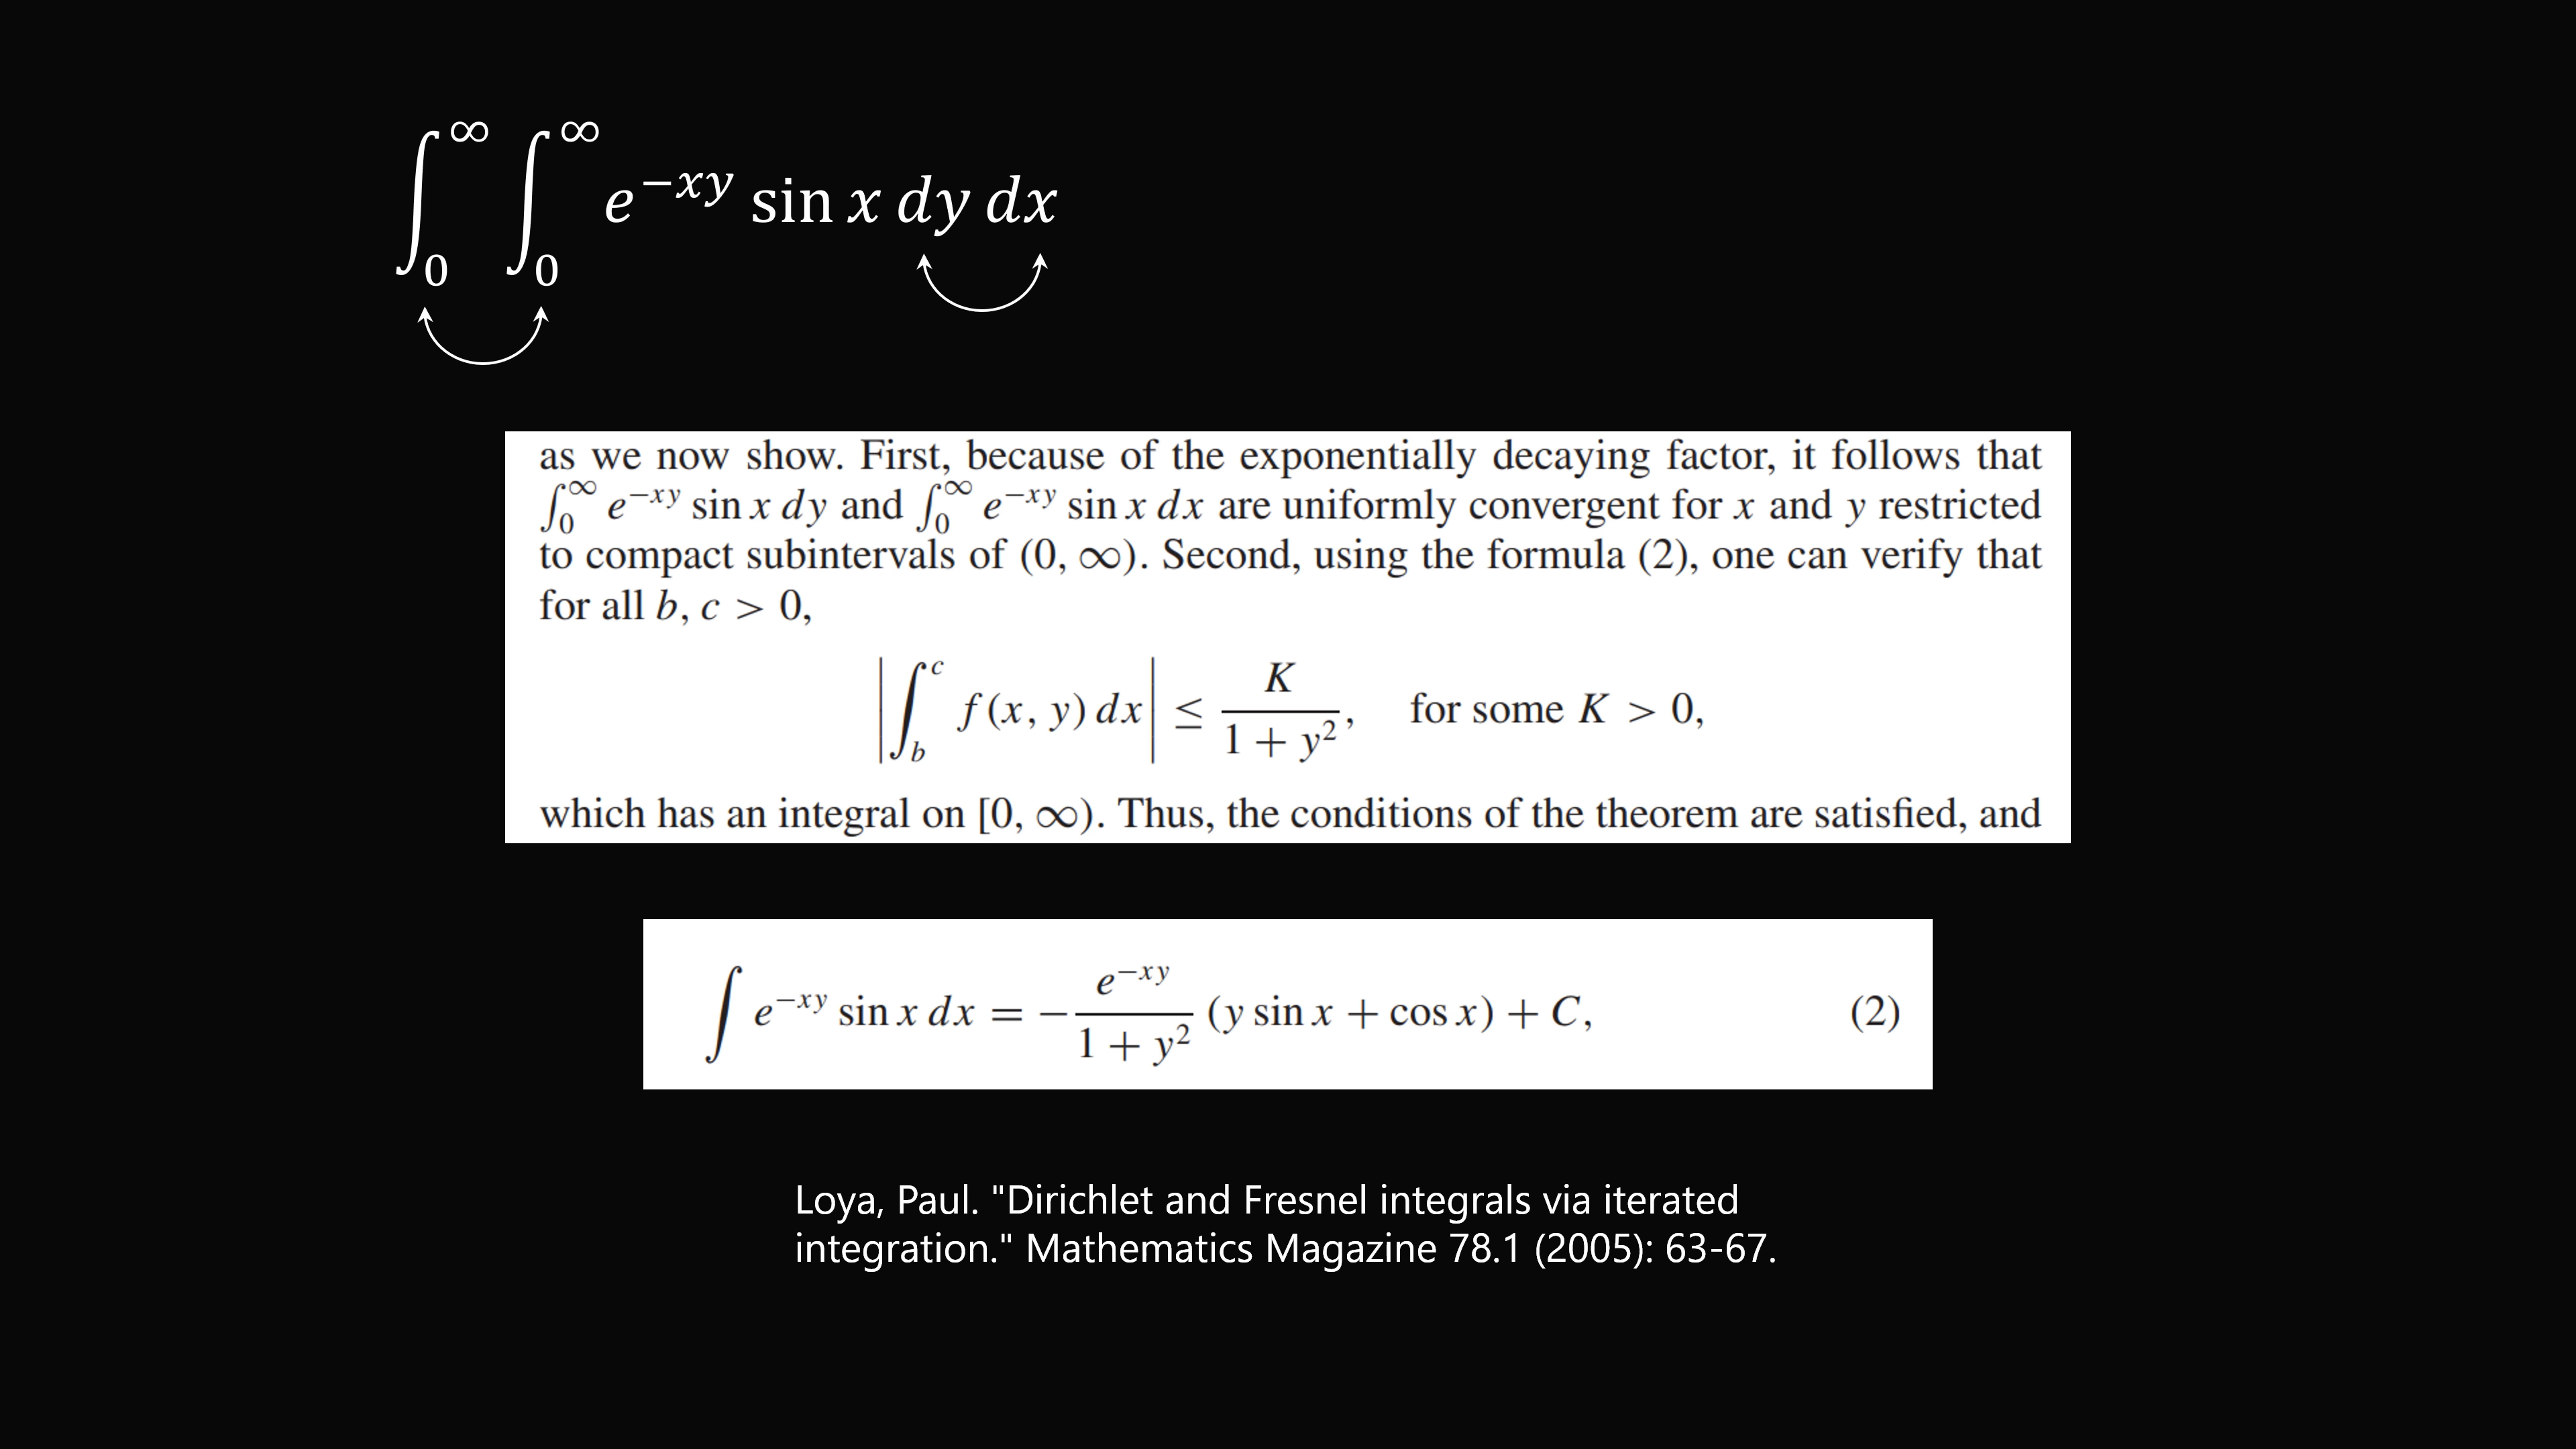 ∫₀^∞ ∫₀^∞ e^{−xy} sin x dy dx
as we now show. First, because of the exponentially decaying factor, it follows that
∫₀^∞ e^{−xy} sin x dy and ∫₀^∞ e^{−xy} sin x dx are uniformly convergent for x and y restricted
to compact subintervals of (0, ∞). Second, using the formula (2), one can verify that
for all b, c > 0,
|∫_b^c f(x, y) dx| ≤ K/(1 + y²), for some K > 0,
which has an integral on [0, ∞). Thus, the conditions of the theorem are satisfied, and
∫ e^{−xy} sin x dx = −e^{−xy}/(1 + y²) (y sin x + cos x) + C, (2)
Loya, Paul. "Dirichlet and Fresnel integrals via iterated
integration." Mathematics Magazine 78.1 (2005): 63-67.